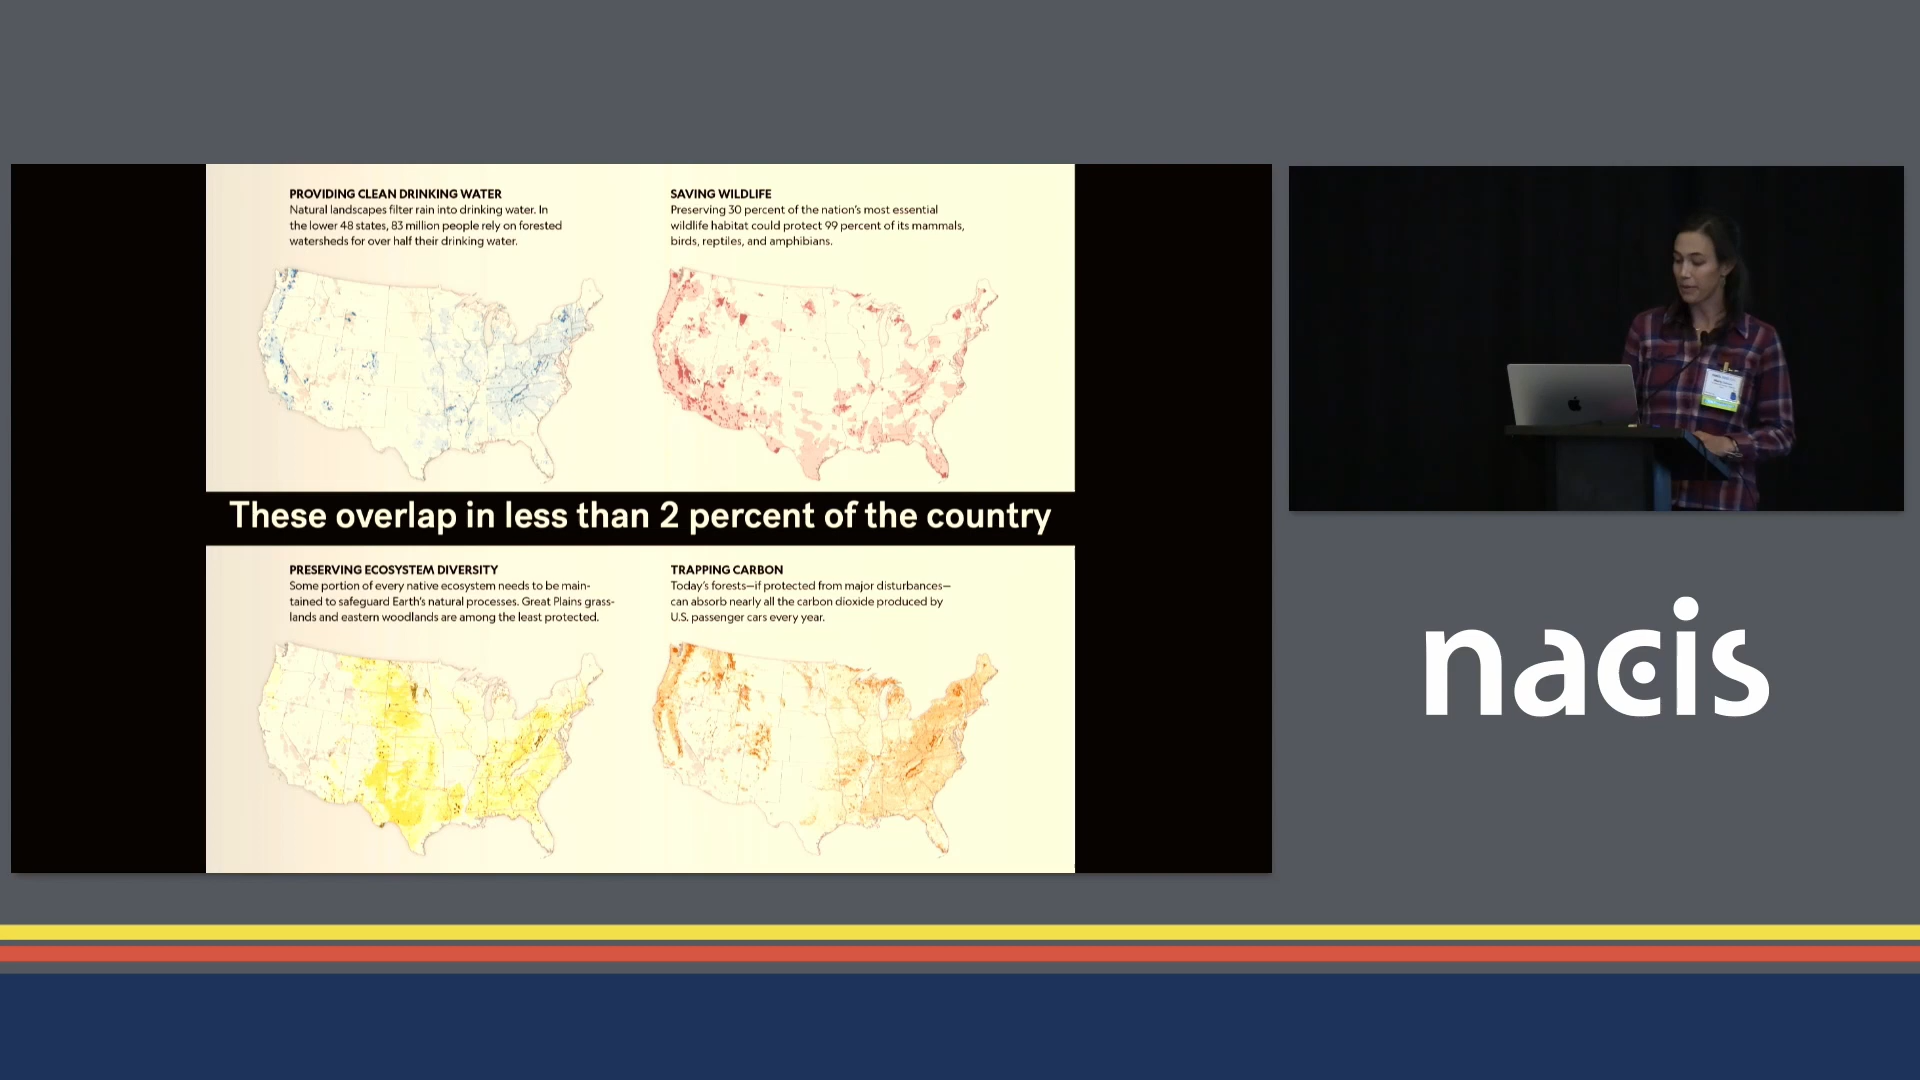 PROVIDING CLEAN DRINKING WATER
Natural landscapes filter rain into drinking water. In
the lower 48 states, 83 million people rely on forested
watersheds for over half their drinking water.
SAVING WILDLIFE
Preserving 30 percent of the nation's most essential
wildlife habitat could protect 99 percent of its mammals,
birds, reptiles, and amphibians.
These overlap in less than 2 percent of the country
PRESERVING ECOSYSTEM DIVERSITY
Some portion of every native ecosystem needs to be main-
tained to safeguard Earth's natural processes. Great Plains grass-
lands and eastern woodlands are among the least protected.
TRAPPING CARBON
Today's forests—if protected from major disturbances—
can absorb nearly all the carbon dioxide produced by
U.S. passenger cars every year.
nacis